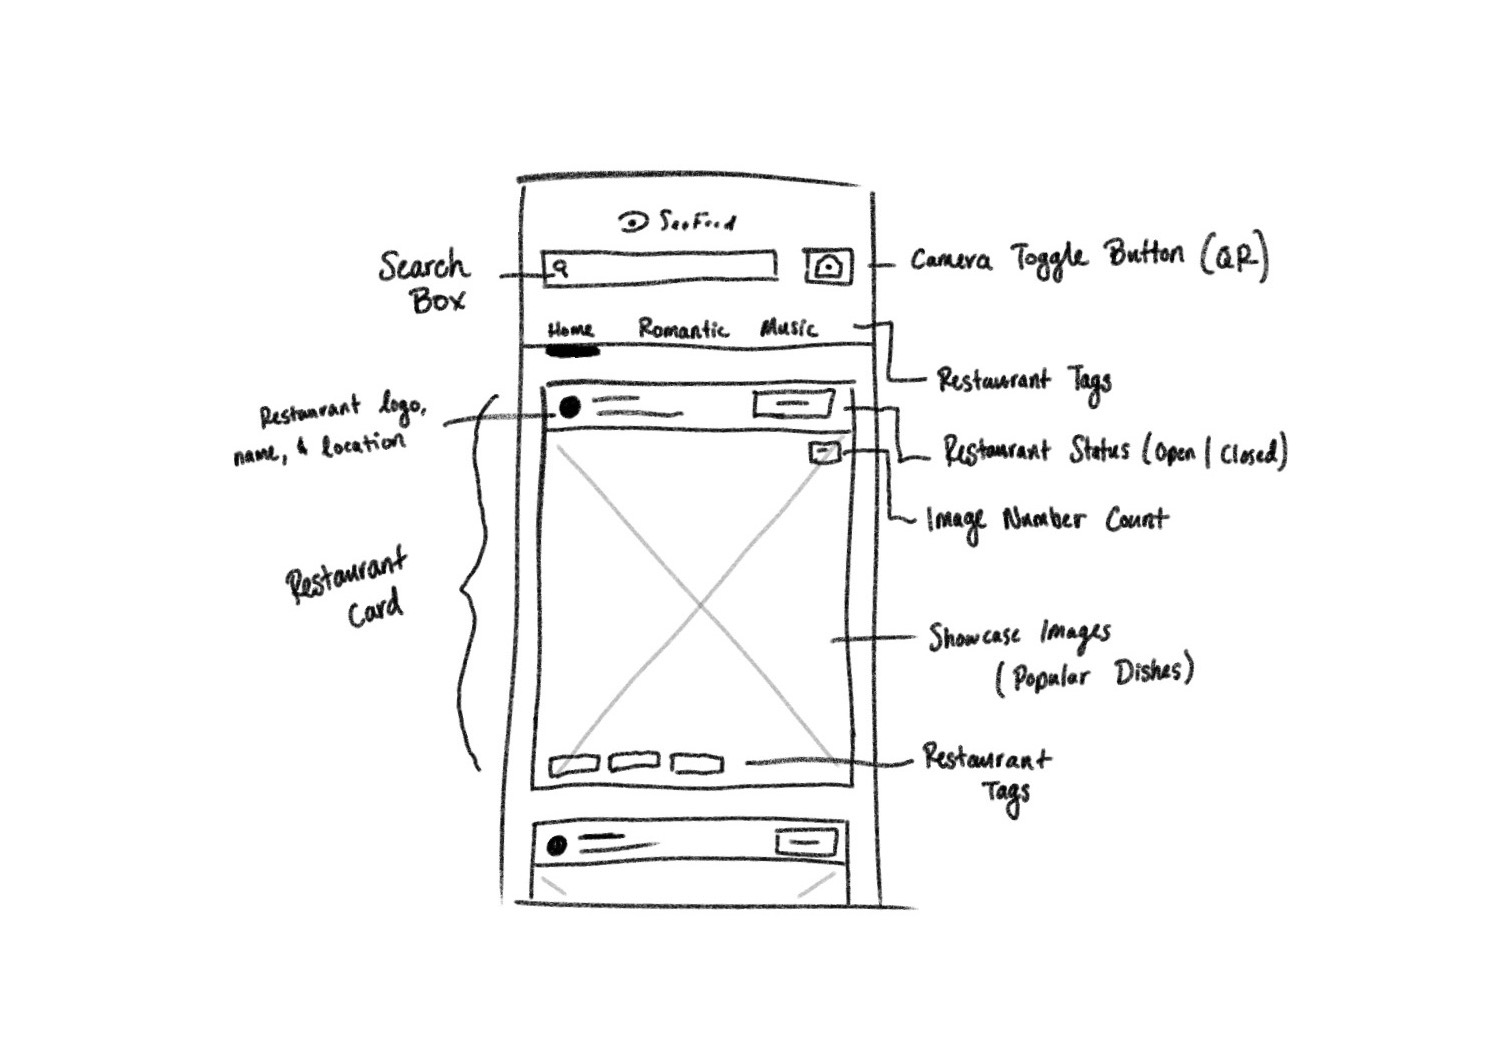 SeeFood
Search
Box
Camera Toggle Button (QR)
Home Romantic Music
Restaurant Tags
Restaurant logo,
name, & location
Restaurant Status (Open | Closed)
Image Number Count
Restaurant
Card
Showcase Images
(Popular Dishes)
Restaurant
Tags